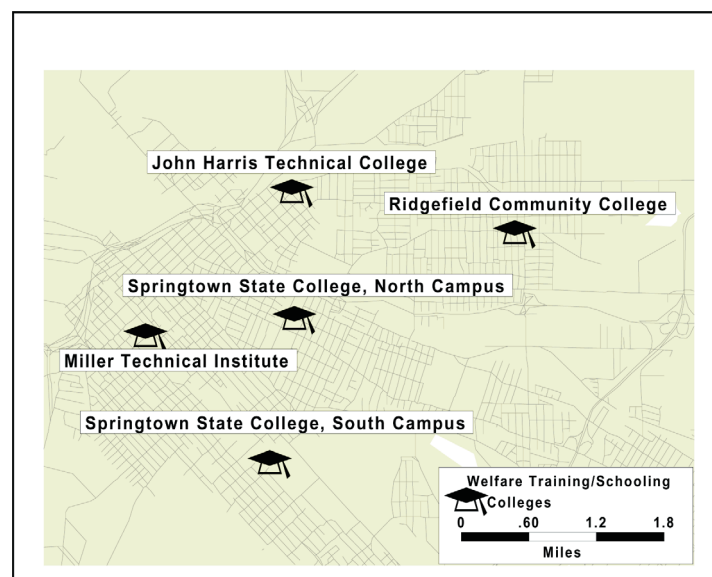 John Harris Technical College
Ridgefield Community College
Springtown State College, North Campus
Miller Technical Institute
Springtown State College, South Campus
Welfare Training/Schooling
Colleges
0 .60 1.2 1.8
Miles